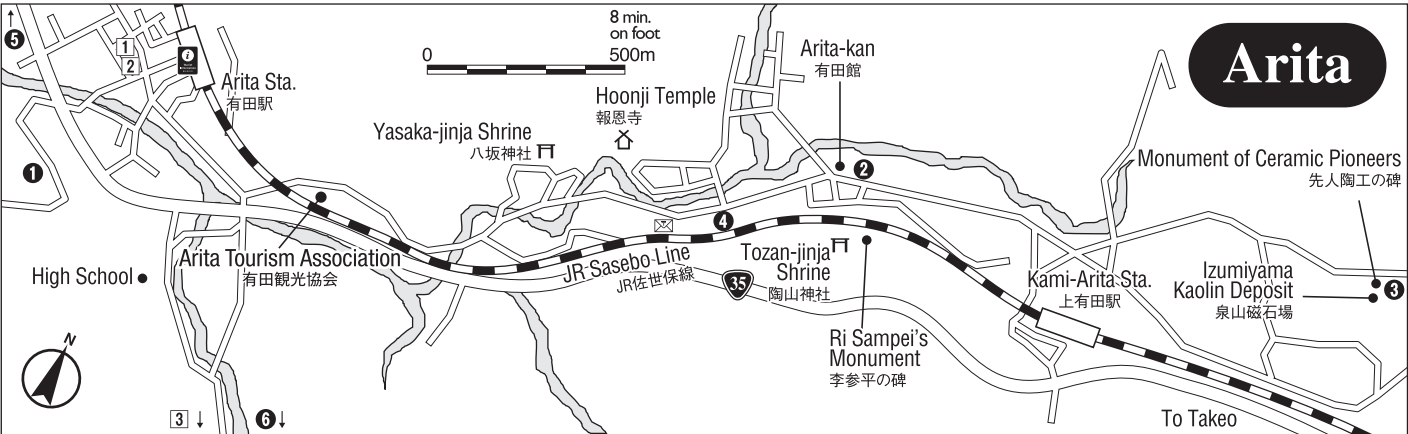 Arita
8 min.
on foot
0
500m
5
1
2
i
Arita Sta.
有田駅
Arita-kan
有田館
Hoonji Temple
報恩寺
Yasaka-jinja Shrine
八坂神社
1
2
Monument of Ceramic Pioneers
先人陶工の碑
4
Arita Tourism Association
有田観光協会
High School
JR Sasebo Line
JR佐世保線
35
Tozan-jinja
Shrine
陶山神社
Kami-Arita Sta.
上有田駅
Izumiyama
Kaolin Deposit
泉山磁石場
3
Ri Sampei's
Monument
李参平の碑
N
3 ↓
6 ↓
To Takeo